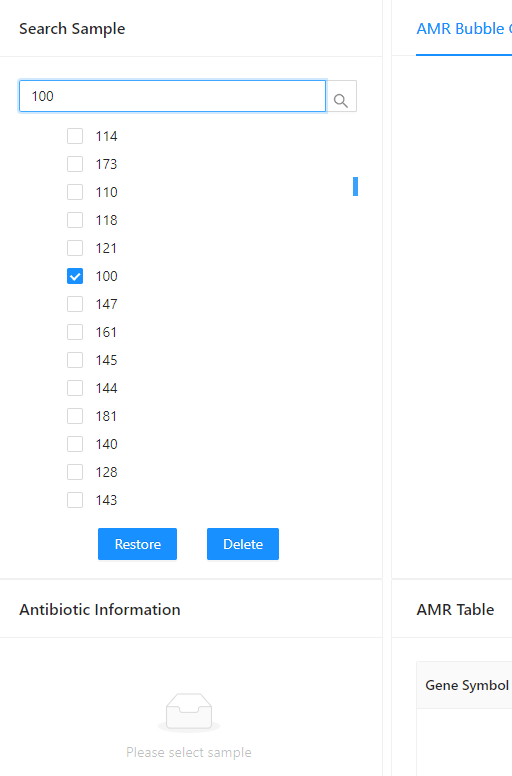 Search Sample
AMR Bubble
100
114
173
110
118
121
100
147
161
145
144
181
140
128
143
Restore
Delete
Antibiotic Information
AMR Table
Gene Symbol
Please select sample